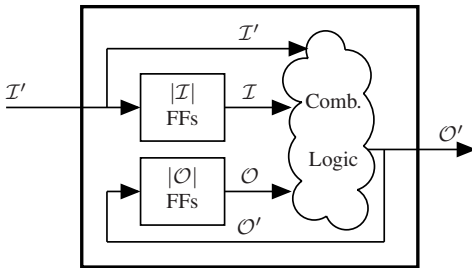 𝓘′
𝓘′
|𝓘|
FFs
𝓘
Comb.
Logic
|𝓞|
FFs
𝓞
𝓞′
𝓞′